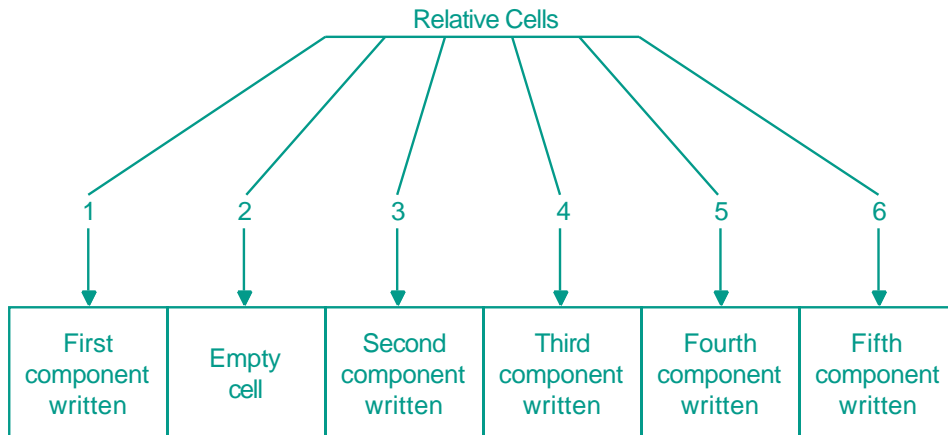 Relative Cells
1 2 3 4 5 6
First
component
written
Empty
cell
Second
component
written
Third
component
written
Fourth
component
written
Fifth
component
written